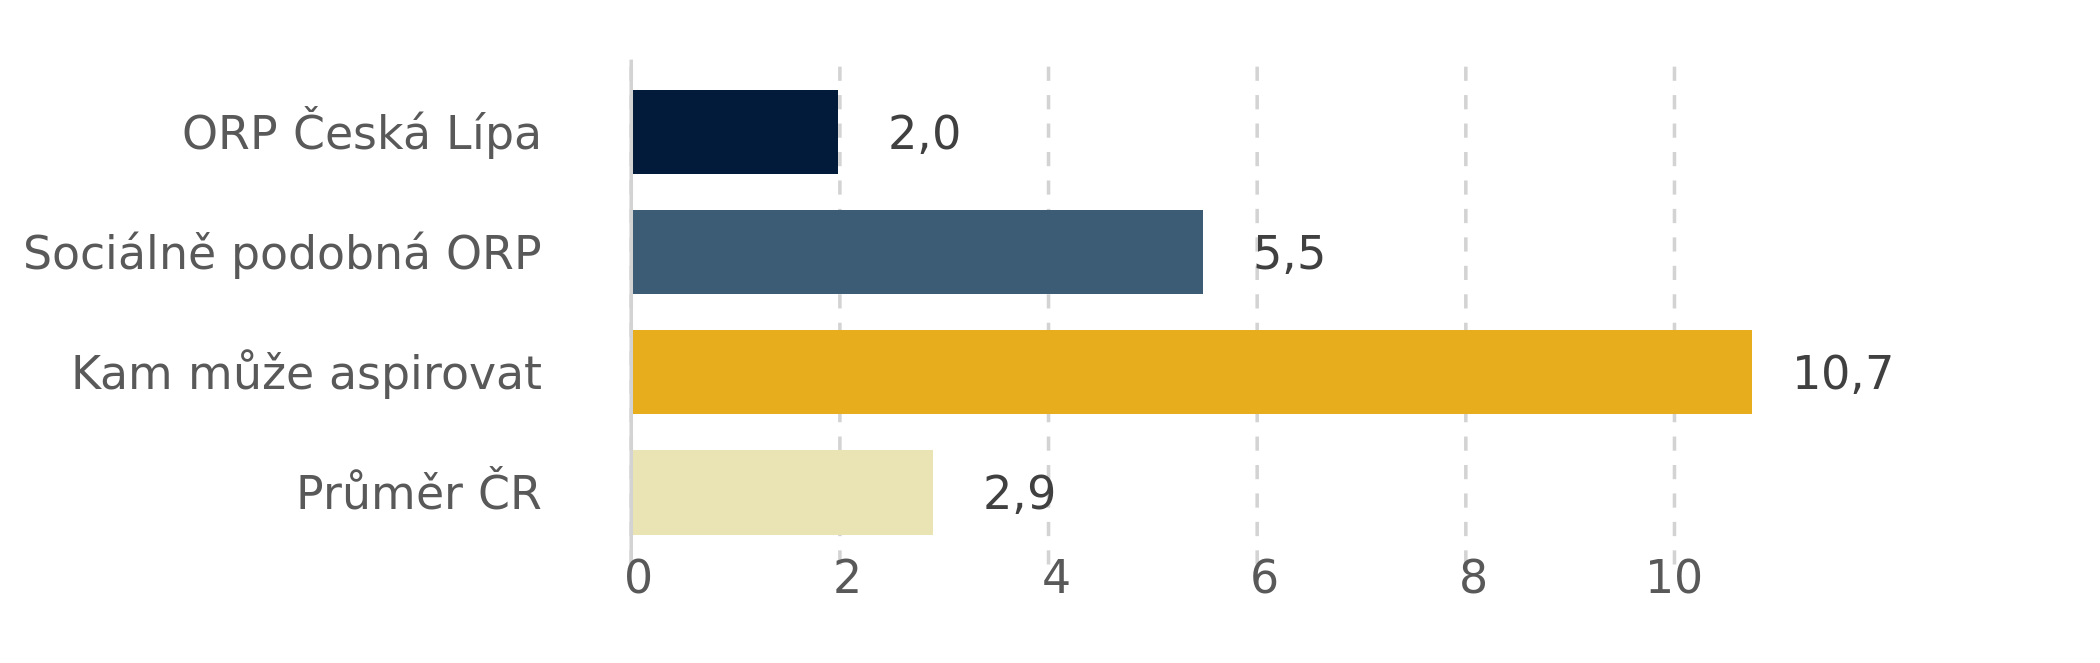 ORP Česká Lípa 2,0
Sociálně podobná ORP 5,5
Kam může aspirovat 10,7
Průměr ČR 2,9
0 2 4 6 8 10